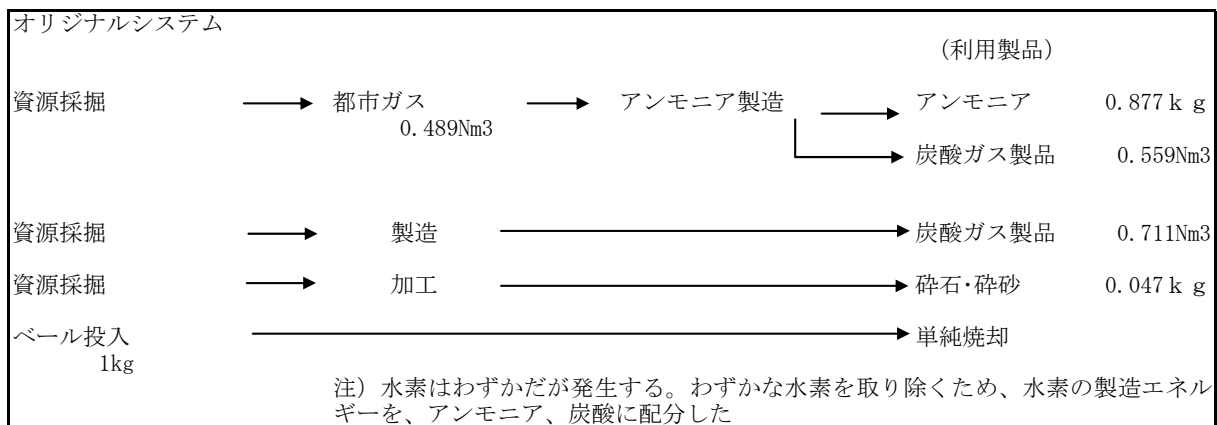 オリジナルシステム
(利用製品)
資源採掘 都市ガス アンモニア製造 アンモニア 0.877ｋｇ
0.489Nm3
炭酸ガス製品 0.559Nm3
資源採掘 製造 炭酸ガス製品 0.711Nm3
資源採掘 加工 砕石・砕砂 0.047ｋｇ
ベール投入 単純焼却
1kg
注）水素はわずかだが発生する。わずかな水素を取り除くため、水素の製造エネル
ギーを、アンモニア、炭酸に配分した